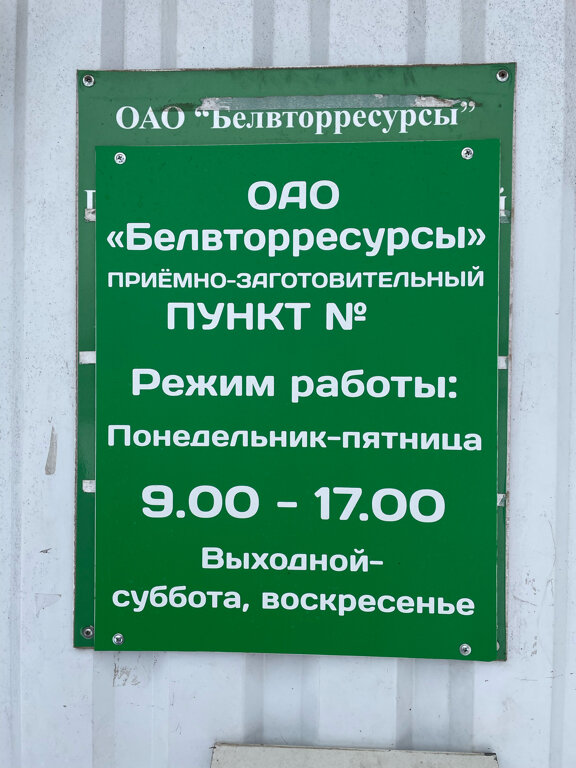 ОАО “Белвторресурсы”
ОАО
«Белвторресурсы»
ПРИЁМНО-ЗАГОТОВИТЕЛЬНЫЙ
ПУНКТ №
Режим работы:
Понедельник-пятница
9.00 - 17.00
Выходной-
суббота, воскресенье